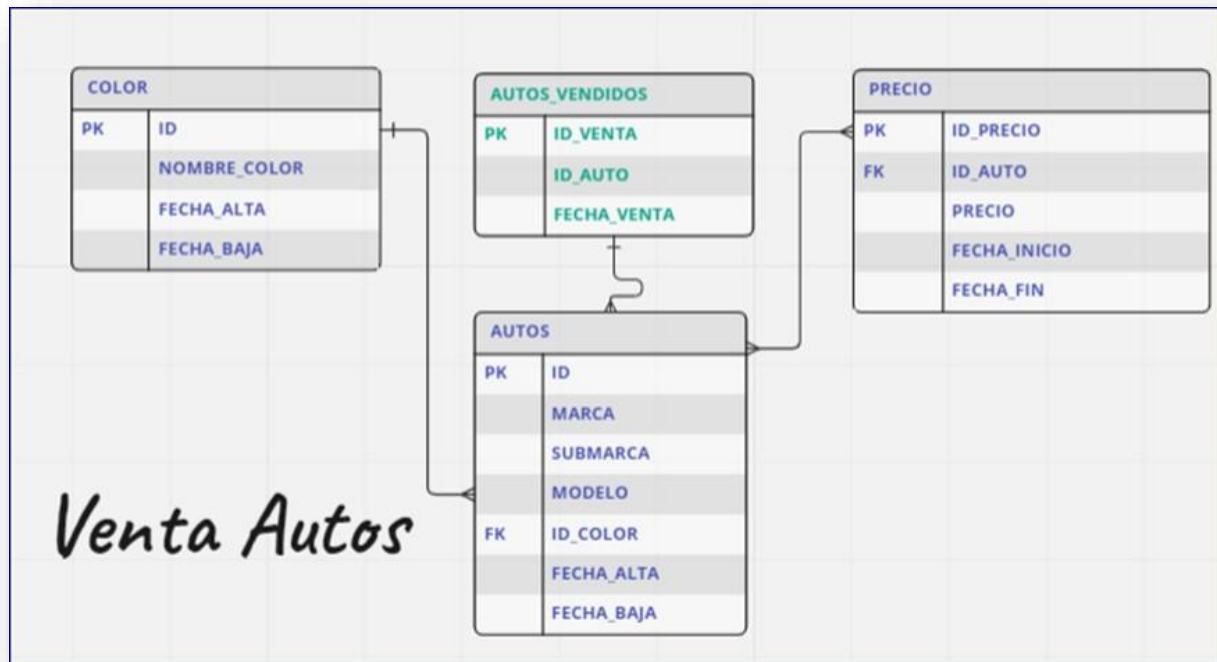 COLOR
PK ID
NOMBRE_COLOR
FECHA_ALTA
FECHA_BAJA
AUTOS_VENDIDOS
PK ID_VENTA
ID_AUTO
FECHA_VENTA
PRECIO
PK ID_PRECIO
FK ID_AUTO
PRECIO
FECHA_INICIO
FECHA_FIN
AUTOS
PK ID
MARCA
SUBMARCA
MODELO
FK ID_COLOR
FECHA_ALTA
FECHA_BAJA
Venta Autos